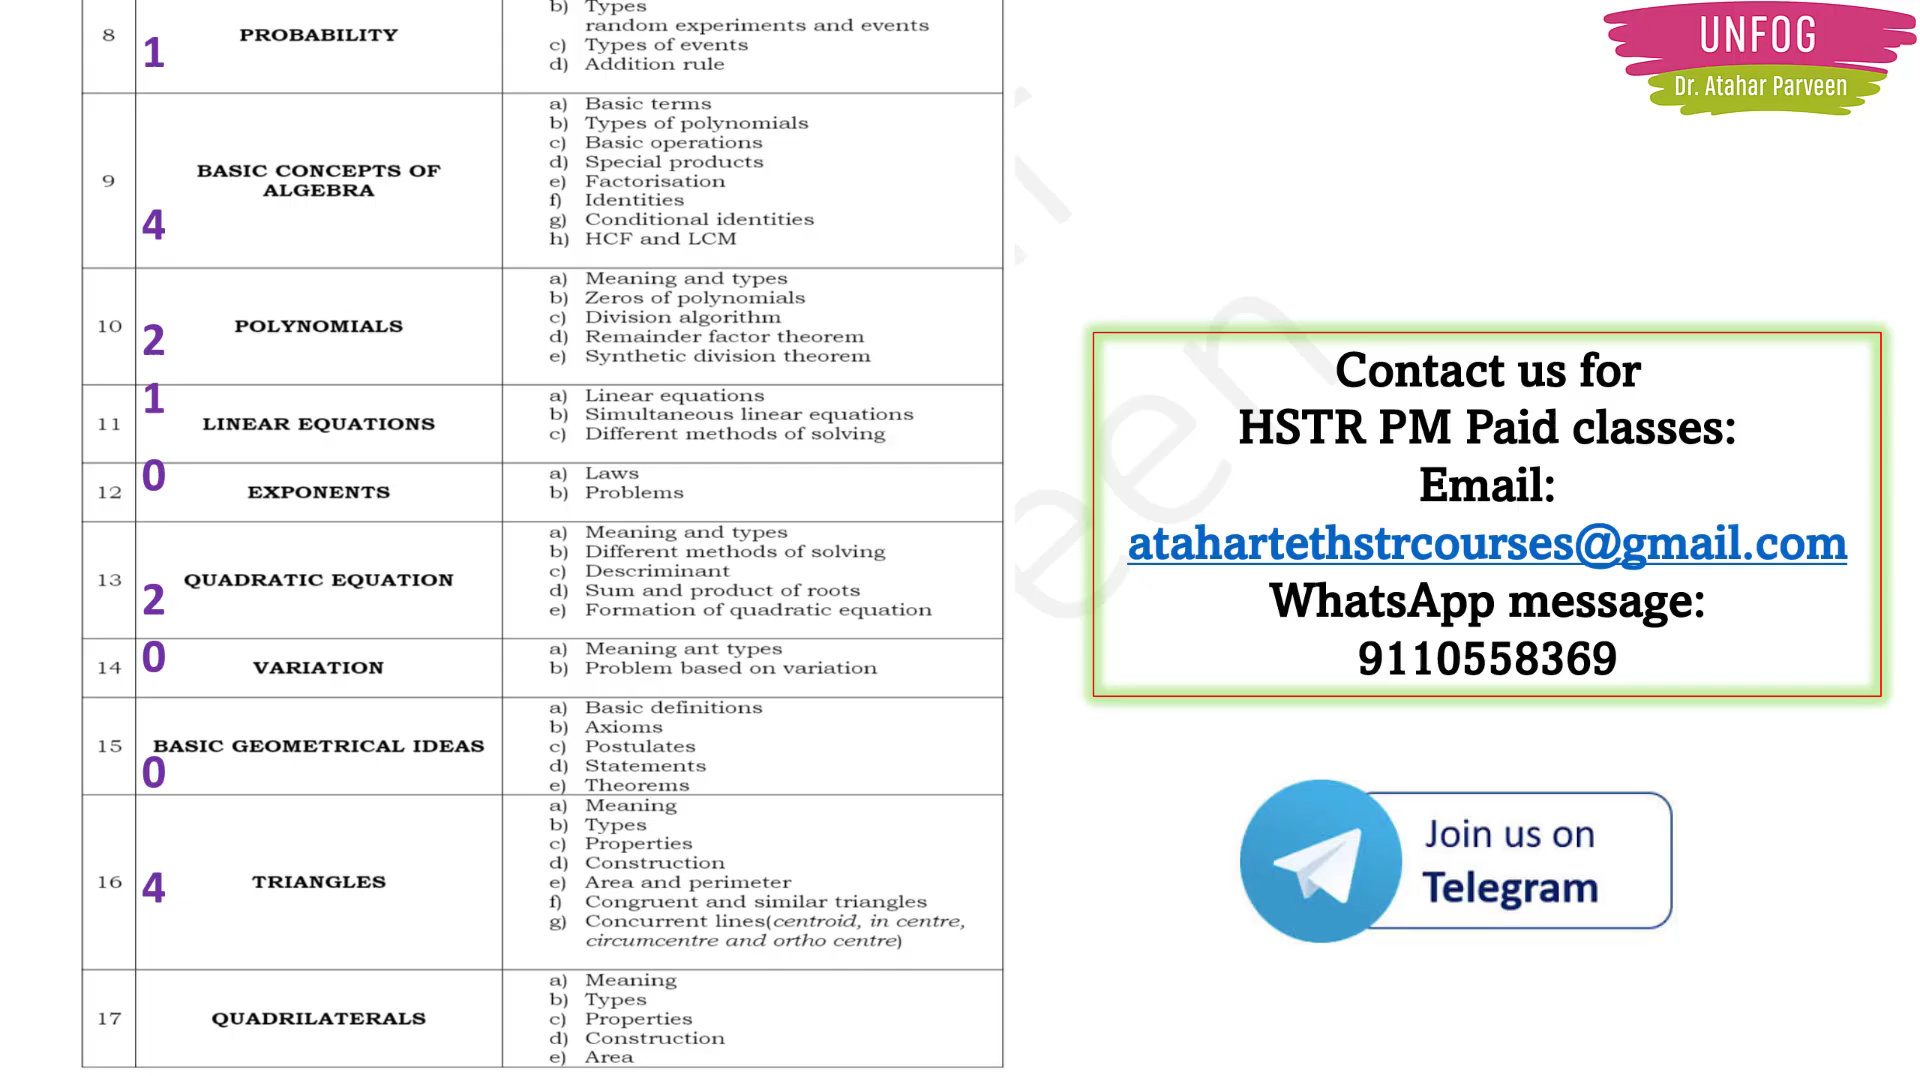 8
1
PROBABILITY
b) Types
random experiments and events
c) Types of events
d) Addition rule
9
4
BASIC CONCEPTS OF
ALGEBRA
a) Basic terms
b) Types of polynomials
c) Basic operations
d) Special products
e) Factorisation
f) Identities
g) Conditional identities
h) HCF and LCM
10
2
POLYNOMIALS
a) Meaning and types
b) Zeros of polynomials
c) Division algorithm
d) Remainder factor theorem
e) Synthetic division theorem
11
1
LINEAR EQUATIONS
a) Linear equations
b) Simultaneous linear equations
c) Different methods of solving
12
0
EXPONENTS
a) Laws
b) Problems
13
2
QUADRATIC EQUATION
a) Meaning and types
b) Different methods of solving
c) Descriminant
d) Sum and product of roots
e) Formation of quadratic equation
14
0
VARIATION
a) Meaning ant types
b) Problem based on variation
15
0
BASIC GEOMETRICAL IDEAS
a) Basic definitions
b) Axioms
c) Postulates
d) Statements
e) Theorems
16
4
TRIANGLES
a) Meaning
b) Types
c) Properties
d) Construction
e) Area and perimeter
f) Congruent and similar triangles
g) Concurrent lines(centroid, in centre,
circumcentre and ortho centre)
17
QUADRILATERALS
a) Meaning
b) Types
c) Properties
d) Construction
e) Area
UNFOG
Dr. Atahar Parveen
Contact us for
HSTR PM Paid classes:
Email:
atahartethstrcourses@gmail.com
WhatsApp message:
9110558369
Join us on
Telegram